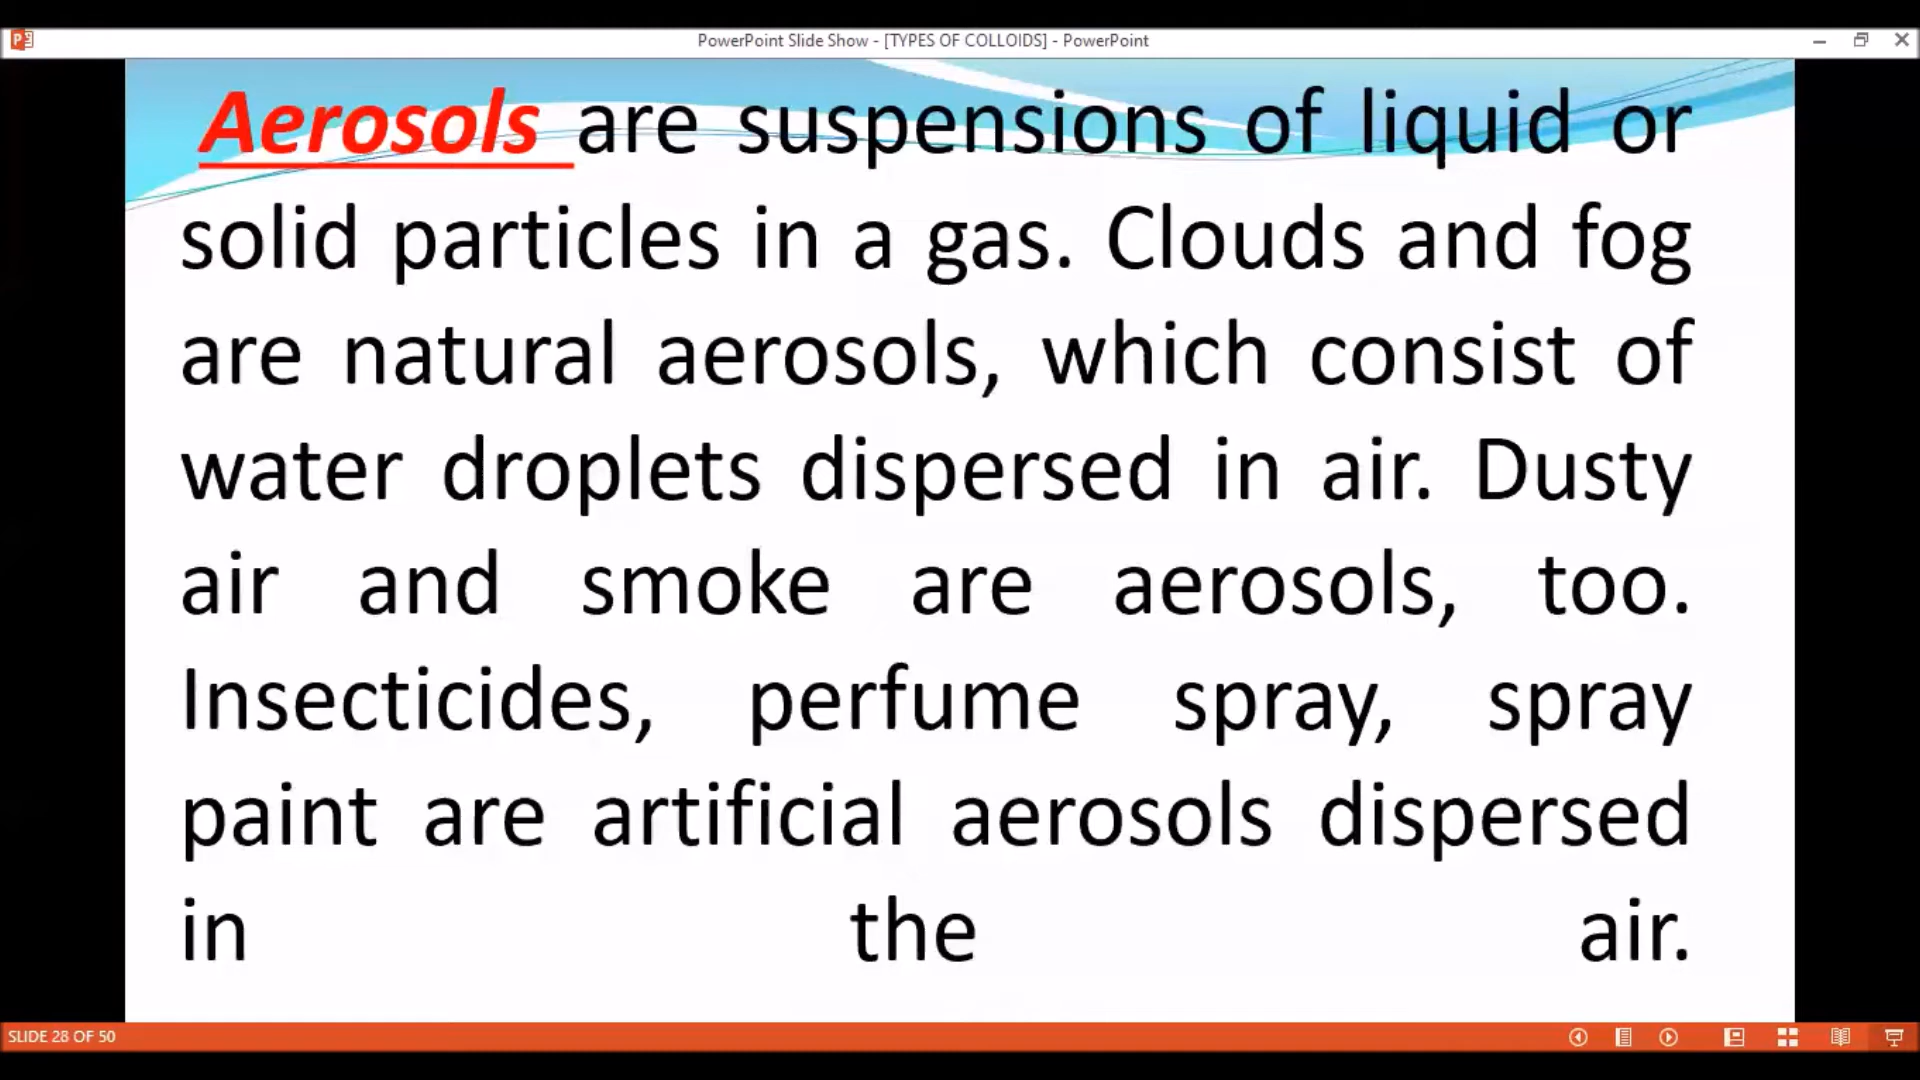 PowerPoint Slide Show - [TYPES OF COLLOIDS] - PowerPoint
Aerosols are suspensions of liquid or
solid particles in a gas. Clouds and fog
are natural aerosols, which consist of
water droplets dispersed in air. Dusty
air and smoke are aerosols, too.
Insecticides, perfume spray, spray
paint are artificial aerosols dispersed
in the air.
SLIDE 28 OF 50